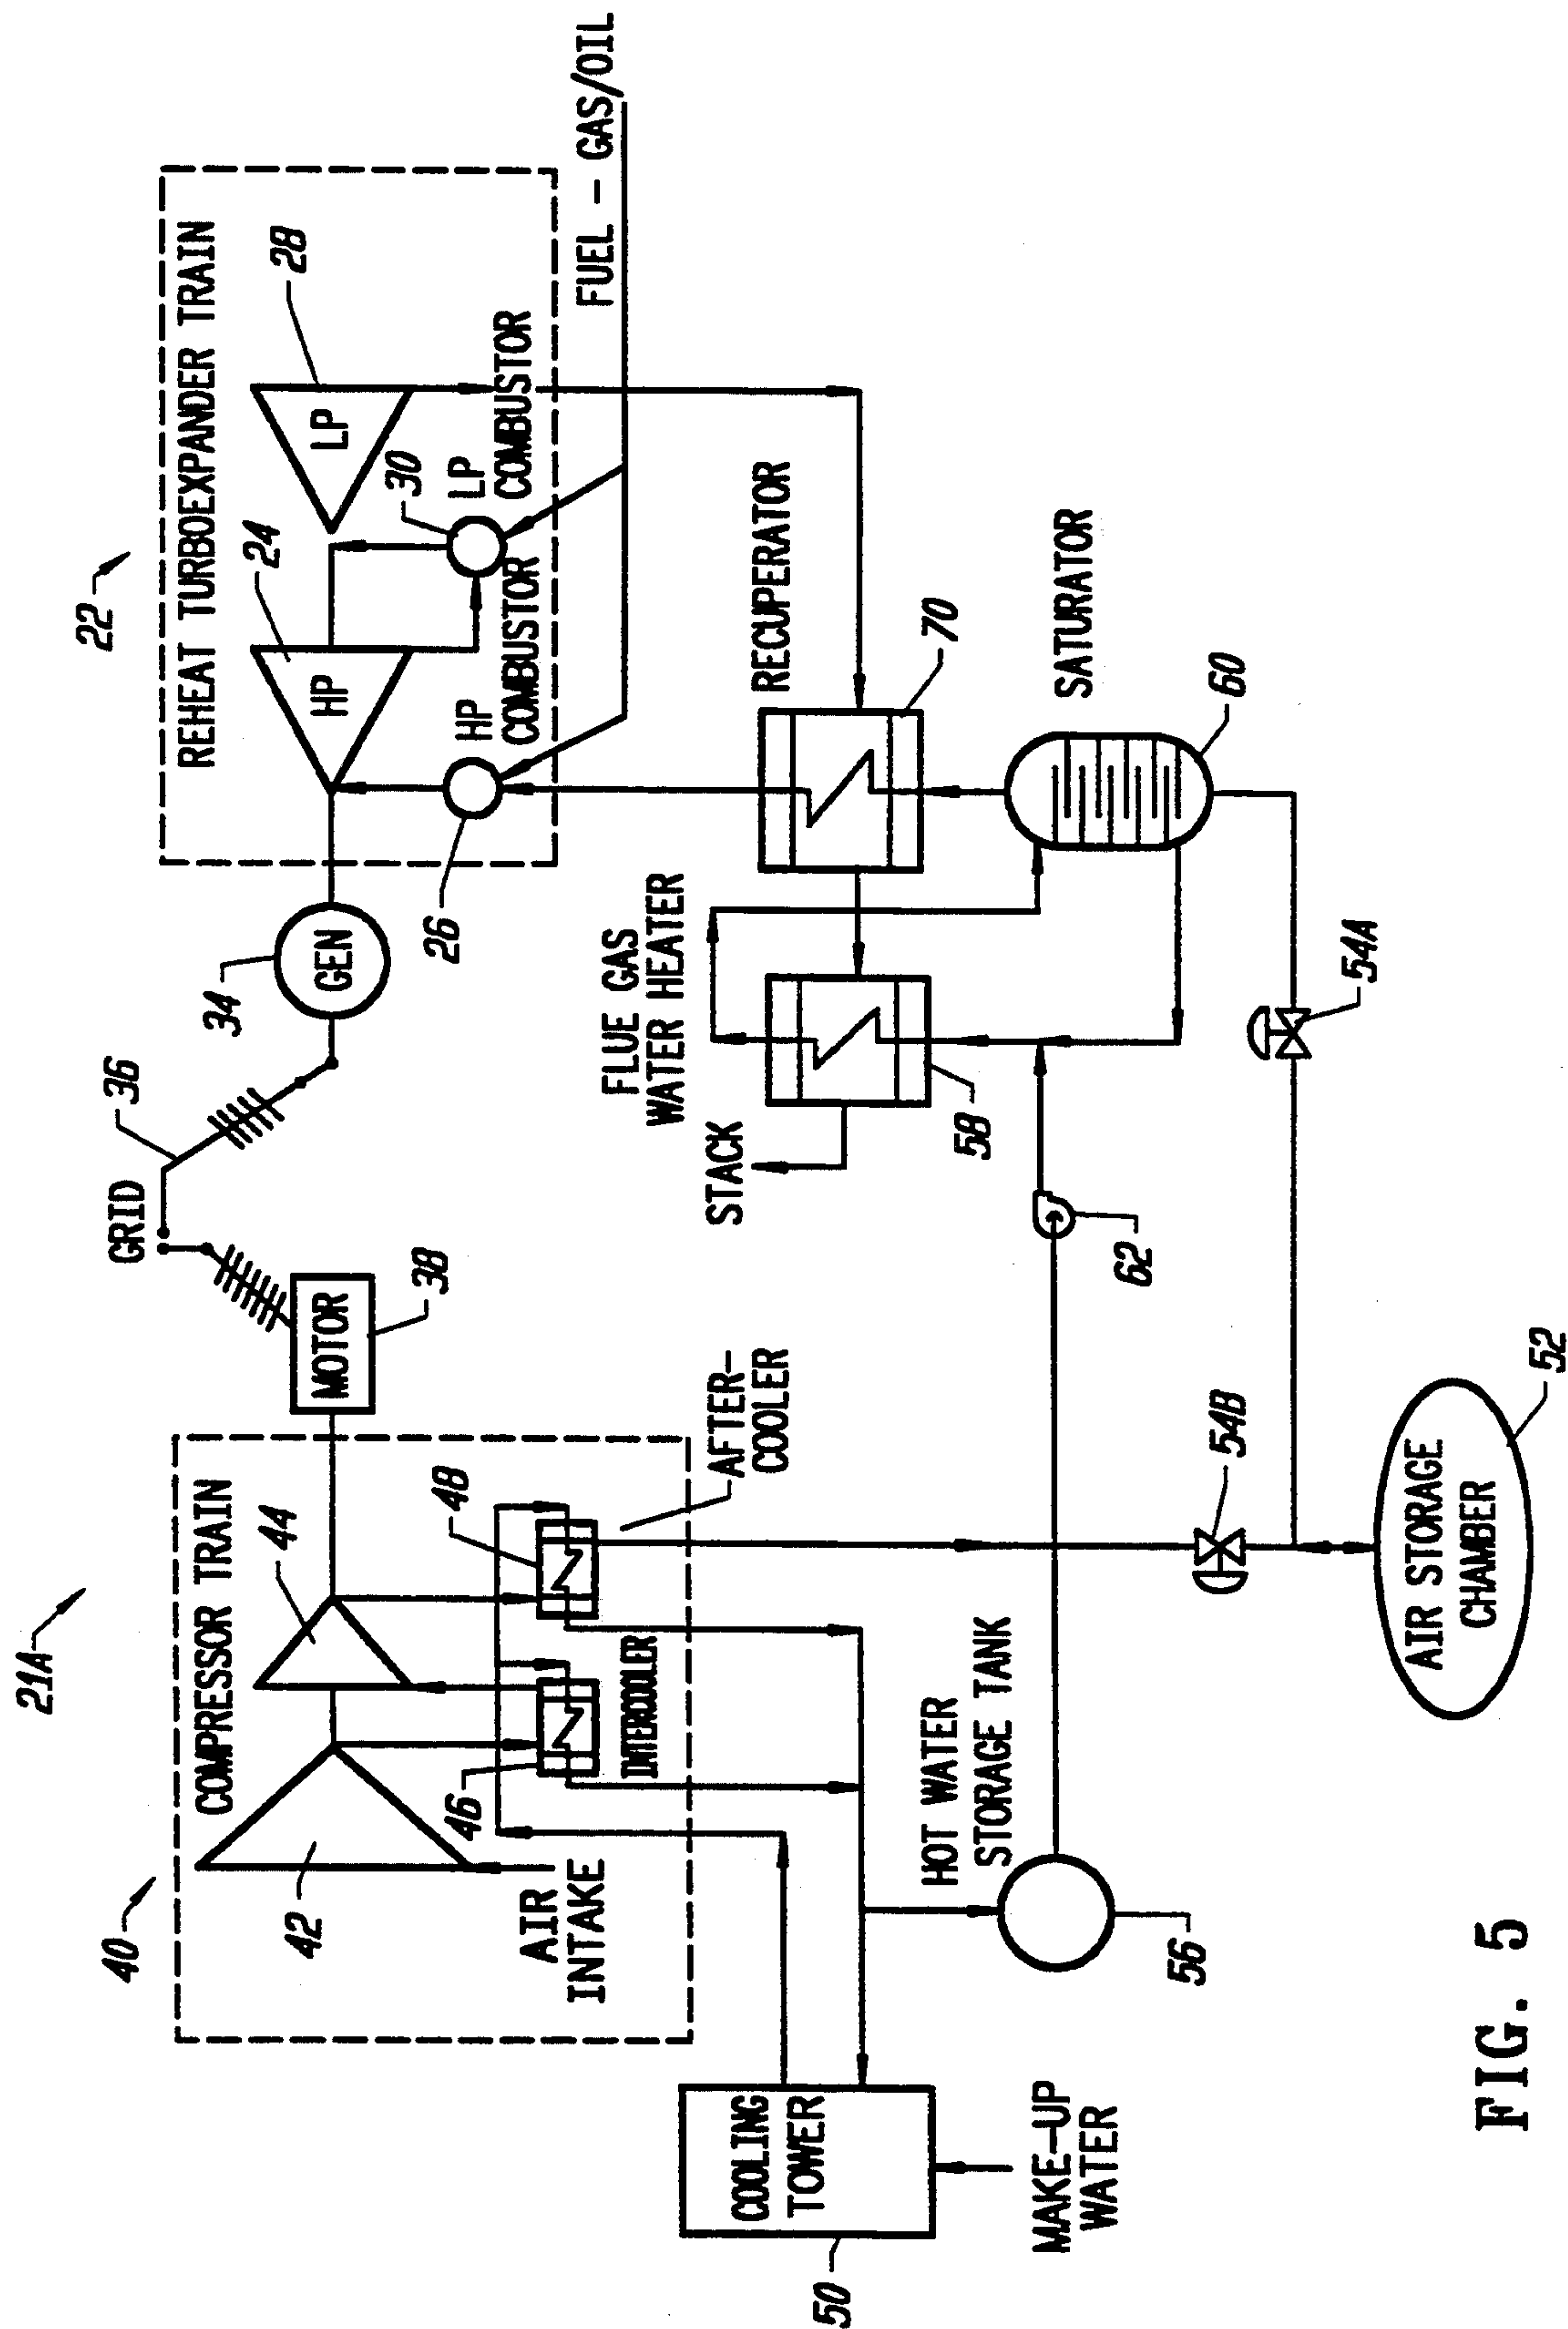 21A
40
COMPRESSOR TRAIN
42
44
46
48
AIR
INTAKE
INTERCOOLER
AFTER-
COOLER
MOTOR
38
GRID
36
34
GEN
22
REHEAT TURBOEXPANDER TRAIN
HP
24
LP
28
26
HP
COMBUSTOR
30
LP
COMBUSTOR
FUEL - GAS/OIL
COOLING
TOWER
50
MAKE-UP
WATER
HOT WATER
STORAGE TANK
56
STACK
FLUE GAS
WATER HEATER
58
62
RECUPERATOR
70
SATURATOR
60
54A
54B
AIR STORAGE
CHAMBER
52
FIG. 5